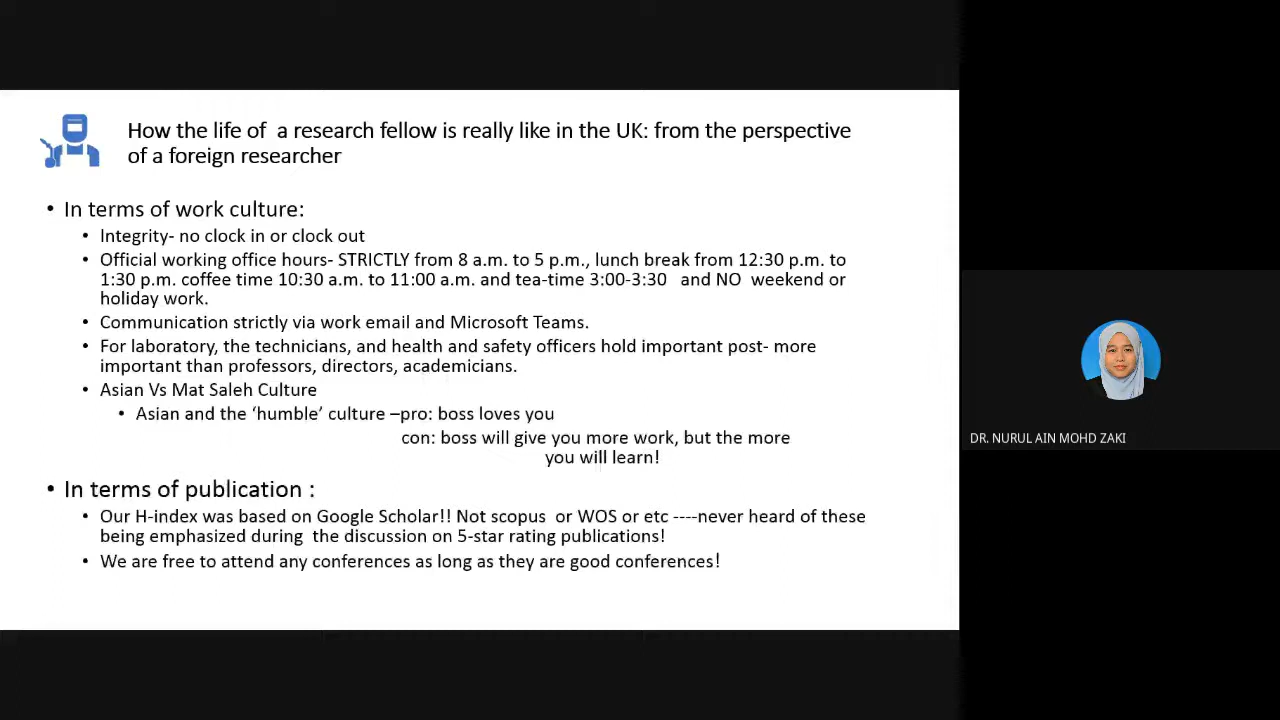 How the life of  a research fellow is really like in the UK: from the perspective
of a foreign researcher
• In terms of work culture:
• Integrity- no clock in or clock out
• Official working office hours- STRICTLY from 8 a.m. to 5 p.m., lunch break from 12:30 p.m. to
1:30 p.m. coffee time 10:30 a.m. to 11:00 a.m. and tea-time 3:00-3:30   and NO  weekend or
holiday work.
• Communication strictly via work email and Microsoft Teams.
• For laboratory, the technicians, and health and safety officers hold important post- more
important than professors, directors, academicians.
• Asian Vs Mat Saleh Culture
• Asian and the ‘humble’ culture –pro: boss loves you
con: boss will give you more work, but the more
you will learn!
DR. NURUL AIN MOHD ZAKI
• In terms of publication :
• Our H-index was based on Google Scholar!! Not scopus  or WOS or etc ----never heard of these
being emphasized during  the discussion on 5-star rating publications!
• We are free to attend any conferences as long as they are good conferences!